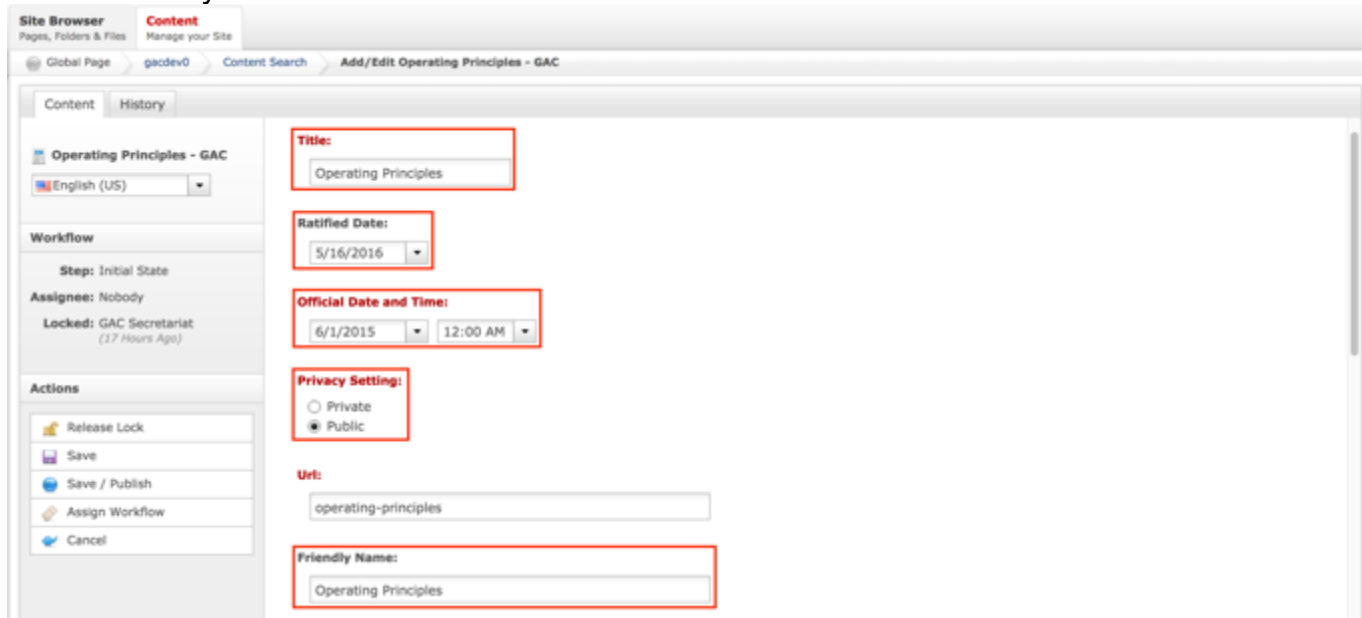 Site Browser
Pages, Folders & Files
Content
Manage your Site
Global Page
gacdev0
Content Search
Add/Edit Operating Principles - GAC
Content
History
Operating Principles - GAC
English (US)
Workflow
Step: Initial State
Assignee: Nobody
Locked: GAC Secretariat
(17 Hours Ago)
Actions
Release Lock
Save
Save / Publish
Assign Workflow
Cancel
Title:
Operating Principles
Ratified Date:
5/16/2016
Official Date and Time:
6/1/2015 12:00 AM
Privacy Setting:
Private
Public
Url:
operating-principles
Friendly Name:
Operating Principles